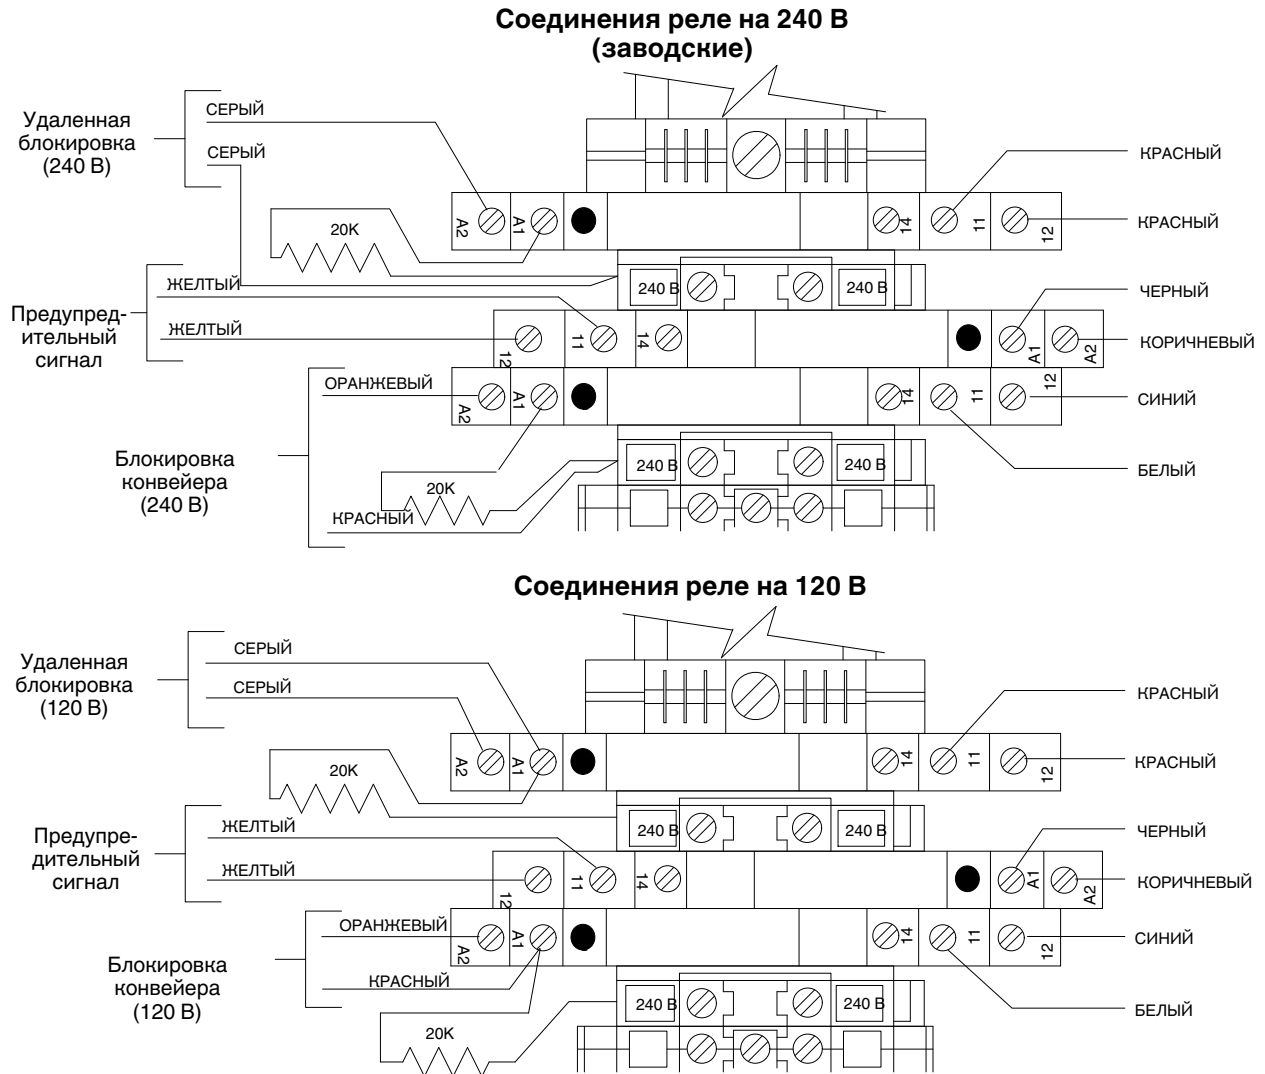 Соединения реле на 240 В
(заводские)
Удаленная
блокировка
(240 В)
СЕРЫЙ
СЕРЫЙ
КРАСНЫЙ
КРАСНЫЙ
A2
A1
14
11
12
20K
Предупред-
ительный
сигнал
ЖЕЛТЫЙ
ЖЕЛТЫЙ
240 В
240 В
ЧЕРНЫЙ
КОРИЧНЕВЫЙ
12
11
14
A1
A2
Блокировка
конвейера
(240 В)
ОРАНЖЕВЫЙ
A2
A1
14
11
12
СИНИЙ
БЕЛЫЙ
20K
КРАСНЫЙ
240 В
240 В
Соединения реле на 120 В
Удаленная
блокировка
(120 В)
СЕРЫЙ
СЕРЫЙ
КРАСНЫЙ
КРАСНЫЙ
A2
A1
14
11
12
20K
Предупре-
дительный
сигнал
ЖЕЛТЫЙ
ЖЕЛТЫЙ
240 В
240 В
ЧЕРНЫЙ
КОРИЧНЕВЫЙ
12
11
14
A1
A2
Блокировка
конвейера
(120 В)
ОРАНЖЕВЫЙ
КРАСНЫЙ
A2
A1
14
11
12
СИНИЙ
БЕЛЫЙ
20K
240 В
240 В